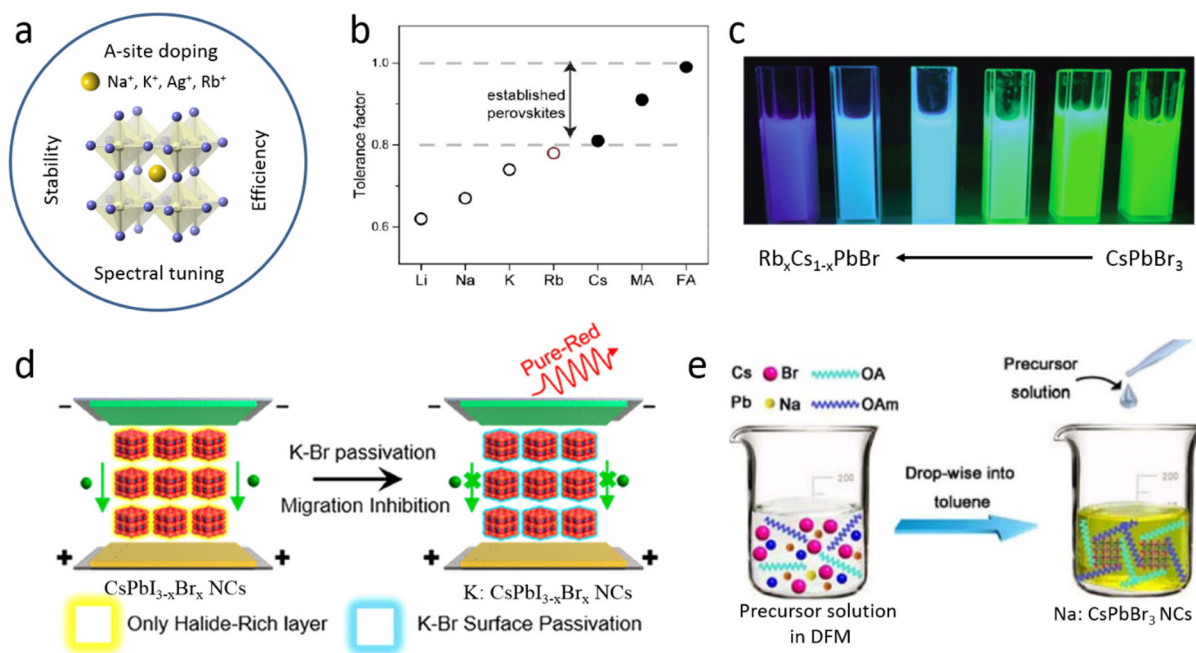 a
A-site doping
Na⁺, K⁺, Ag⁺, Rb⁺
Stability
Efficiency
Spectral tuning
b
Tolerance factor
1.0
0.8
0.6
established
perovskites
Li Na K Rb Cs MA FA
c
RbₓCs₁₋ₓPbBr
CsPbBr₃
d
Pure-Red
− − − −
K-Br passivation
Migration Inhibition
+ + + +
CsPbI₃₋ₓBrₓ NCs
K: CsPbI₃₋ₓBrₓ NCs
Only Halide-Rich layer
K-Br Surface Passivation
e
Cs Br OA
Pb Na OAm
Precursor
solution
200
200
Drop-wise into
toluene
Precursor solution
in DFM
Na: CsPbBr₃ NCs